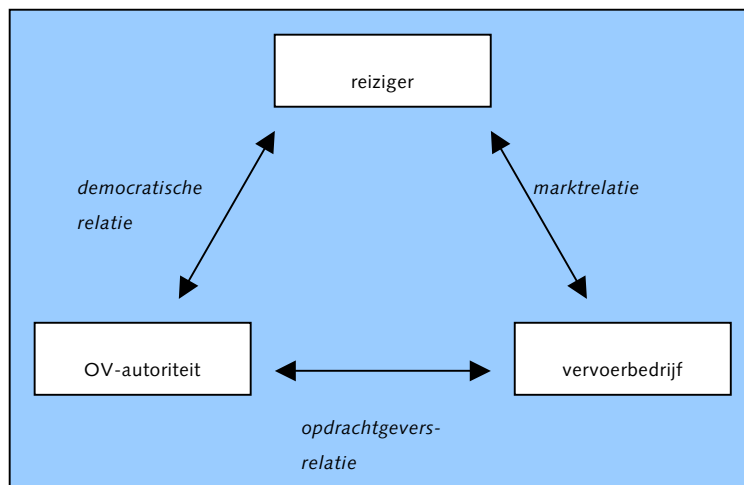 reiziger
democratische
relatie
marktrelatie
OV-autoriteit
vervoerbedrijf
opdrachtgevers-
relatie